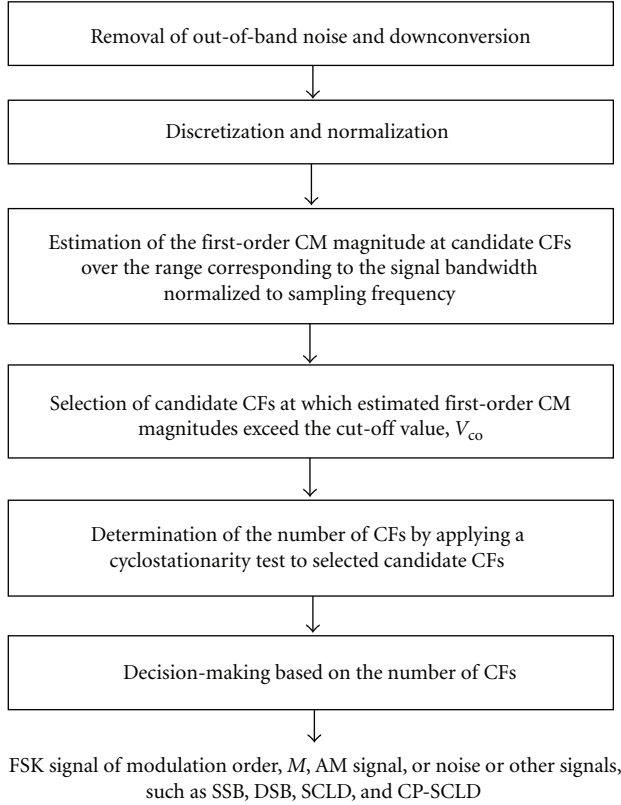 Removal of out-of-band noise and downconversion
Discretization and normalization
Estimation of the first-order CM magnitude at candidate CFs
over the range corresponding to the signal bandwidth
normalized to sampling frequency
Selection of candidate CFs at which estimated first-order CM
magnitudes exceed the cut-off value, V_co
Determination of the number of CFs by applying a
cyclostationarity test to selected candidate CFs
Decision-making based on the number of CFs
FSK signal of modulation order, M, AM signal, or noise or other signals,
such as SSB, DSB, SCLD, and CP-SCLD